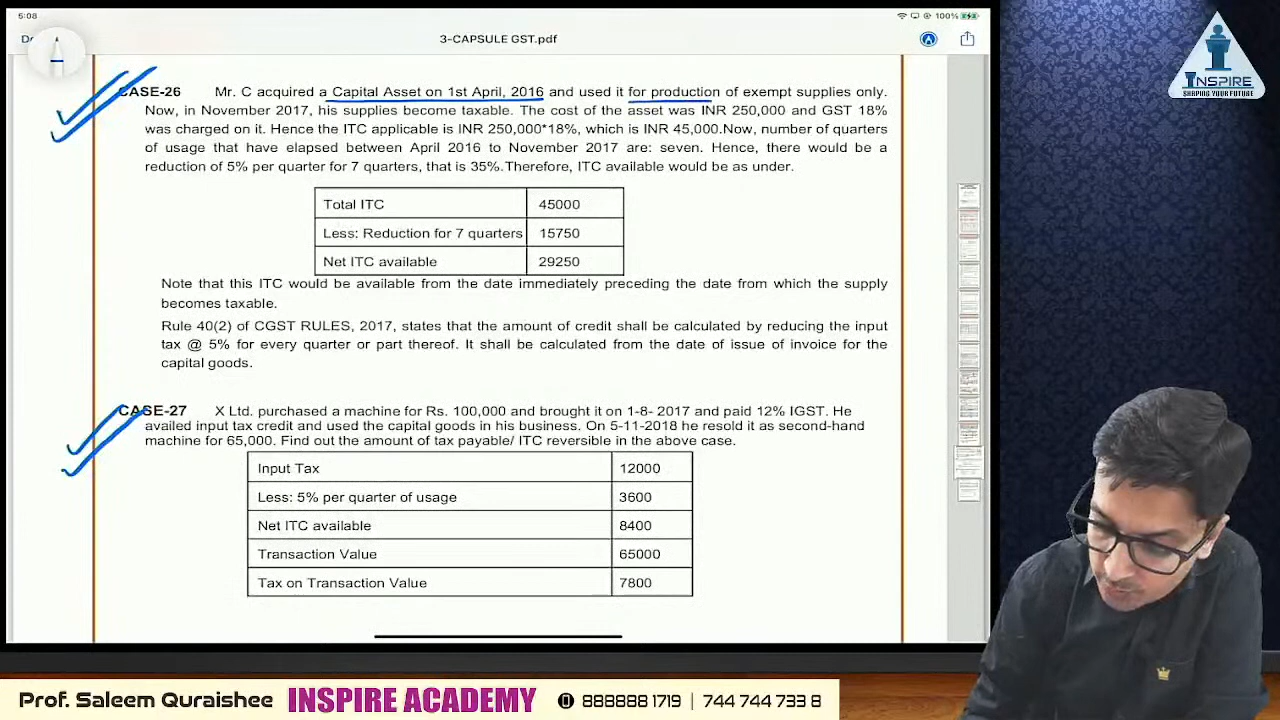 5:08
100%
3-CAPSULE GST.pdf
INSPIRE
SHAPING YOUR FUTURE
CASE-26 Mr. C acquired a Capital Asset on 1st April, 2016 and used it for production of exempt supplies only.
Now, in November 2017, his supplies become taxable. The cost of the asset was INR 250,000 and GST 18%
was charged on it. Hence the ITC applicable is INR 250,000*18%, which is INR 45,000.Now, number of quarters
of usage that have elapsed between April 2016 to November 2017 are: seven. Hence, there would be a
reduction of 5% per quarter for 7 quarters, that is 35%.Therefore, ITC available would be as under.
Total ITC 45000
Less: Reduction for 7 quarters 15750
Net ITC available 29250
Note that this ITC would be available from the date immediately preceding the date from which the supply
becomes taxable.
Rule 40(2) of CGST RULES, 2017, states that the amount of credit shall be calculated by reducing the input
tax @ 5% for every quarter or part thereof. It shall be calculated from the date of issue of invoice for the
capital goods.
CASE-27 X Ltd. purchased a machine for Rs. 100,000 and brought it on 1-8- 2017 and paid 12% IGST. He
availed input tax credit and used the capital goods in his business. On 5-11-2018 he resold it as second-hand
machine for 65,000. Find out the amount of tax payable/ ITC reversible in the above case.
Input Tax 12000
Less: 5% per quarter of usage 3600
Net ITC available 8400
Transaction Value 65000
Tax on Transaction Value 7800
Prof. Saleem Quraishee INSPIRE ACADEMY 888888 1719 | 744 744 733 8